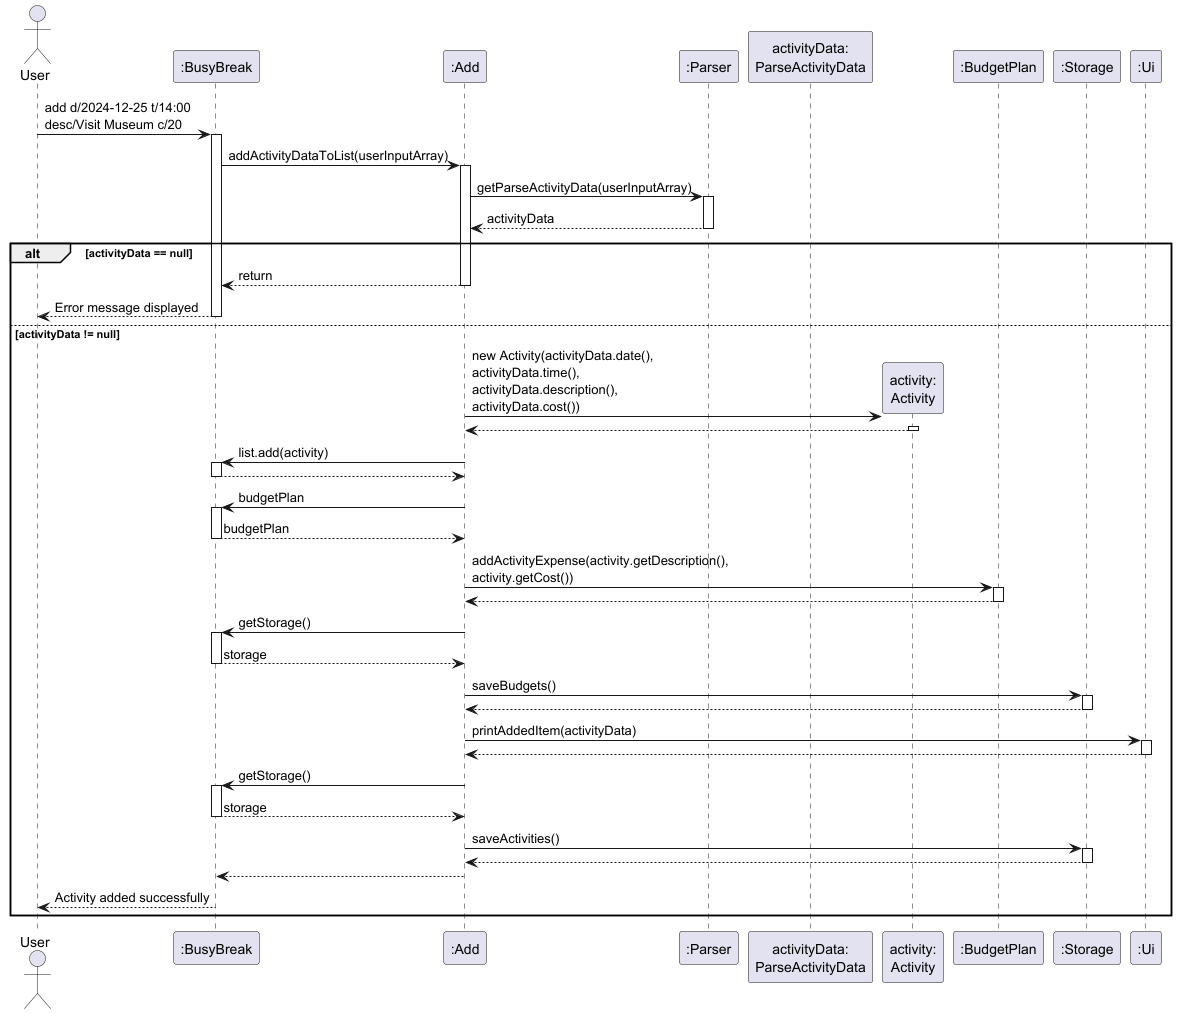 User
:BusyBreak
:Add
:Parser
activityData:
ParseActivityData
:BudgetPlan
:Storage
:Ui
add d/2024-12-25 t/14:00
desc/Visit Museum c/20
addActivityDataToList(userInputArray)
getParseActivityData(userInputArray)
activityData
alt
[activityData == null]
return
Error message displayed
[activityData != null]
new Activity(activityData.date(),
activityData.time(),
activityData.description(),
activityData.cost())
activity:
Activity
list.add(activity)
budgetPlan
budgetPlan
addActivityExpense(activity.getDescription(),
activity.getCost())
getStorage()
storage
saveBudgets()
printAddedItem(activityData)
getStorage()
storage
saveActivities()
Activity added successfully
User
:BusyBreak
:Add
:Parser
activityData:
ParseActivityData
activity:
Activity
:BudgetPlan
:Storage
:Ui